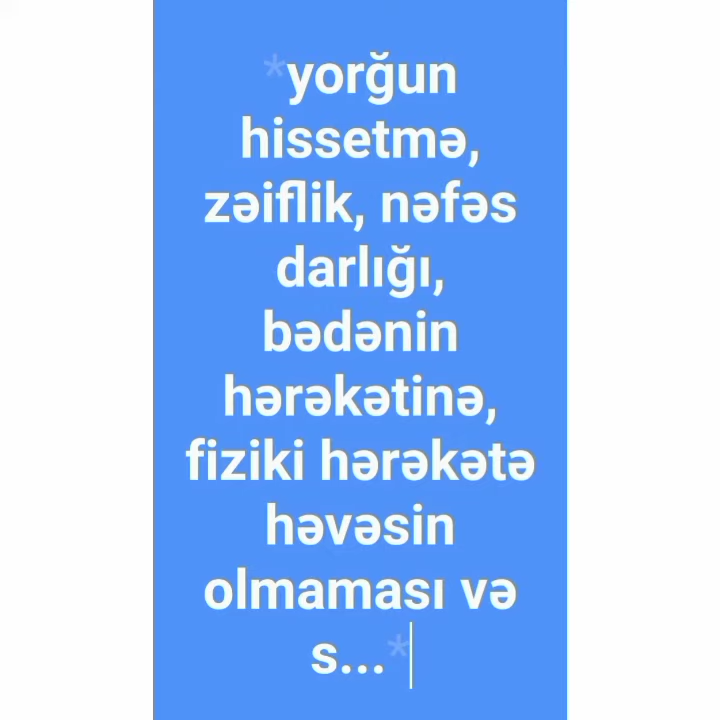 *yorğun
hissetmə,
zəiflik, nəfəs
darlığı,
bədənin
hərəkətinə,
fiziki hərəkətə
həvəsin
olmaması və
s...*